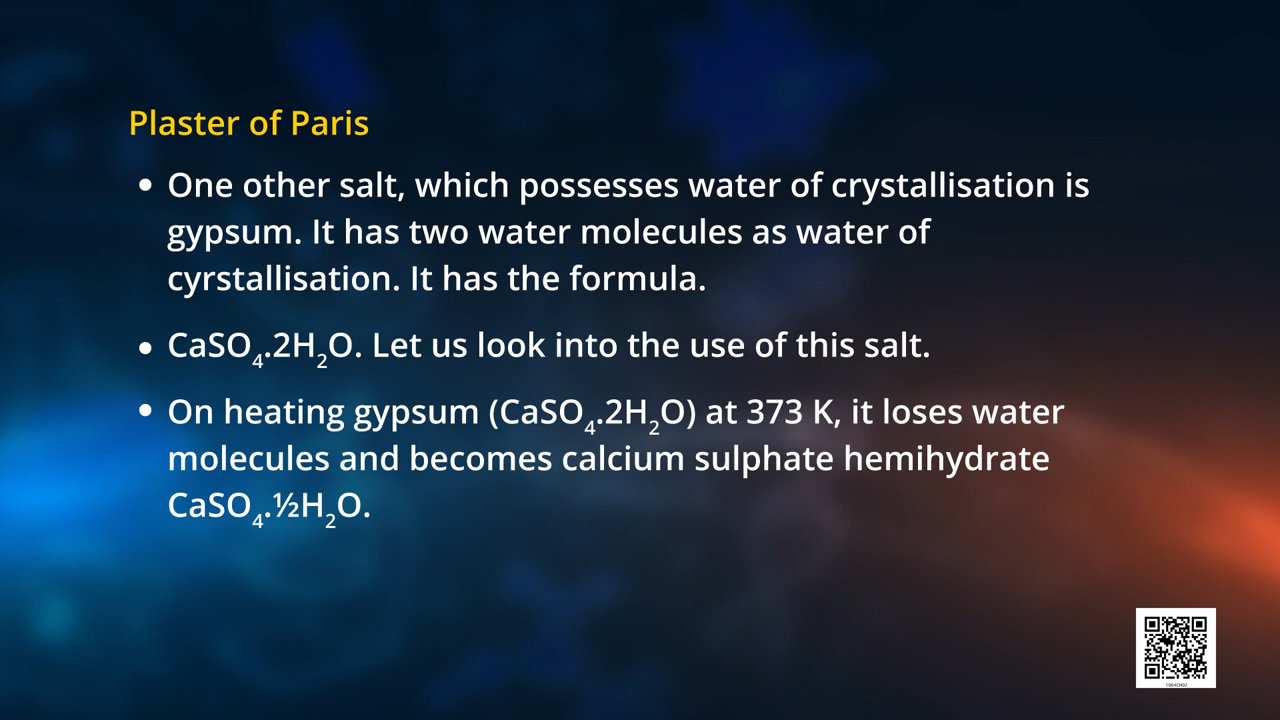 Plaster of Paris
• One other salt, which possesses water of crystallisation is
gypsum. It has two water molecules as water of
cyrstallisation. It has the formula.
• CaSO₄.2H₂O. Let us look into the use of this salt.
• On heating gypsum (CaSO₄.2H₂O) at 373 K, it loses water
molecules and becomes calcium sulphate hemihydrate
CaSO₄.½H₂O.